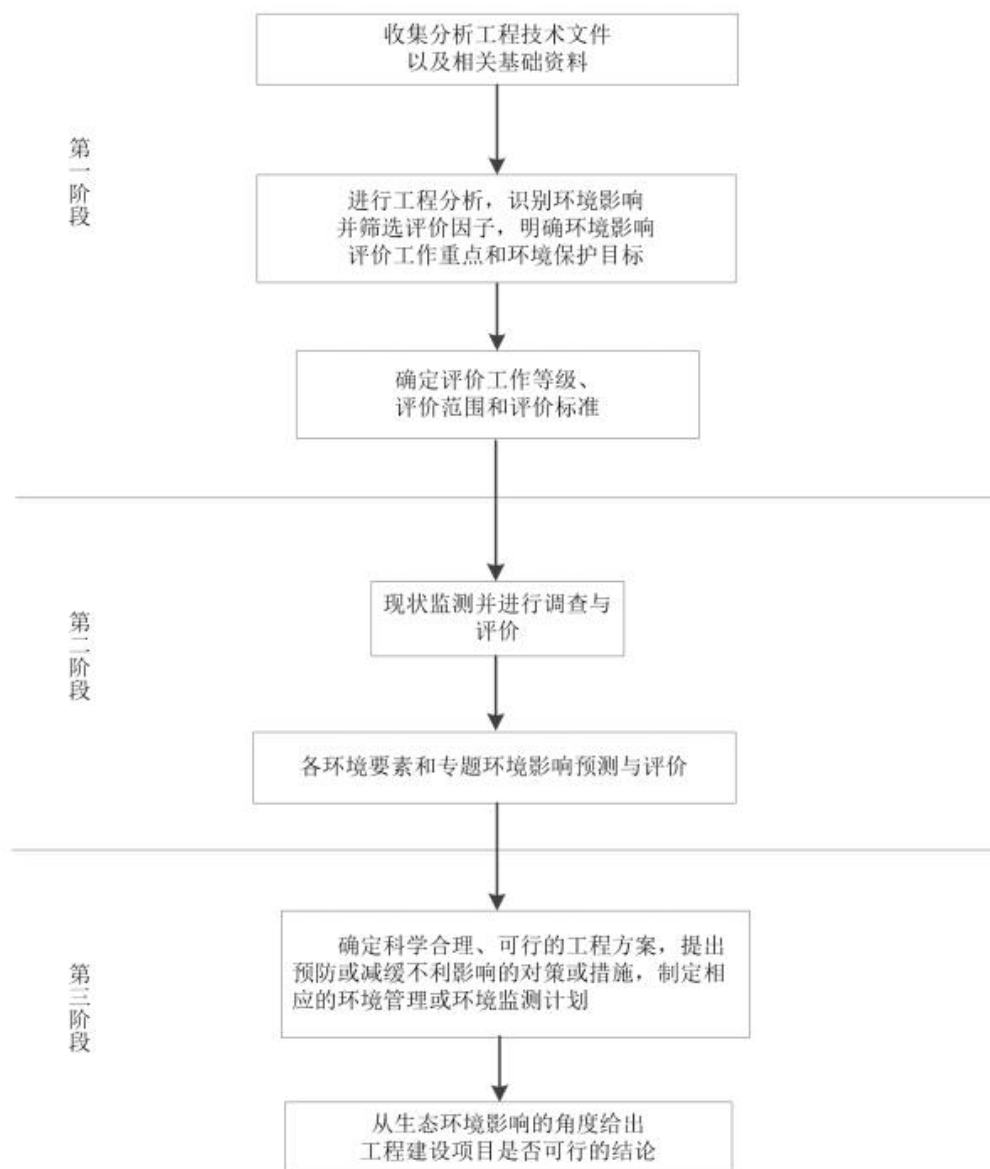 收集分析工程技术文件
以及相关基础资料
第一阶段
进行工程分析，识别环境影响
并筛选评价因子，明确环境影响
评价工作重点和环境保护目标
确定评价工作等级、
评价范围和评价标准
第二阶段
现状监测并进行调查与
评价
各环境要素和专题环境影响预测与评价
第三阶段
确定科学合理、可行的工程方案，提出
预防或减缓不利影响的对策或措施，制定相
应的环境管理或环境监测计划
从生态环境影响的角度给出
工程建设项目是否可行的结论